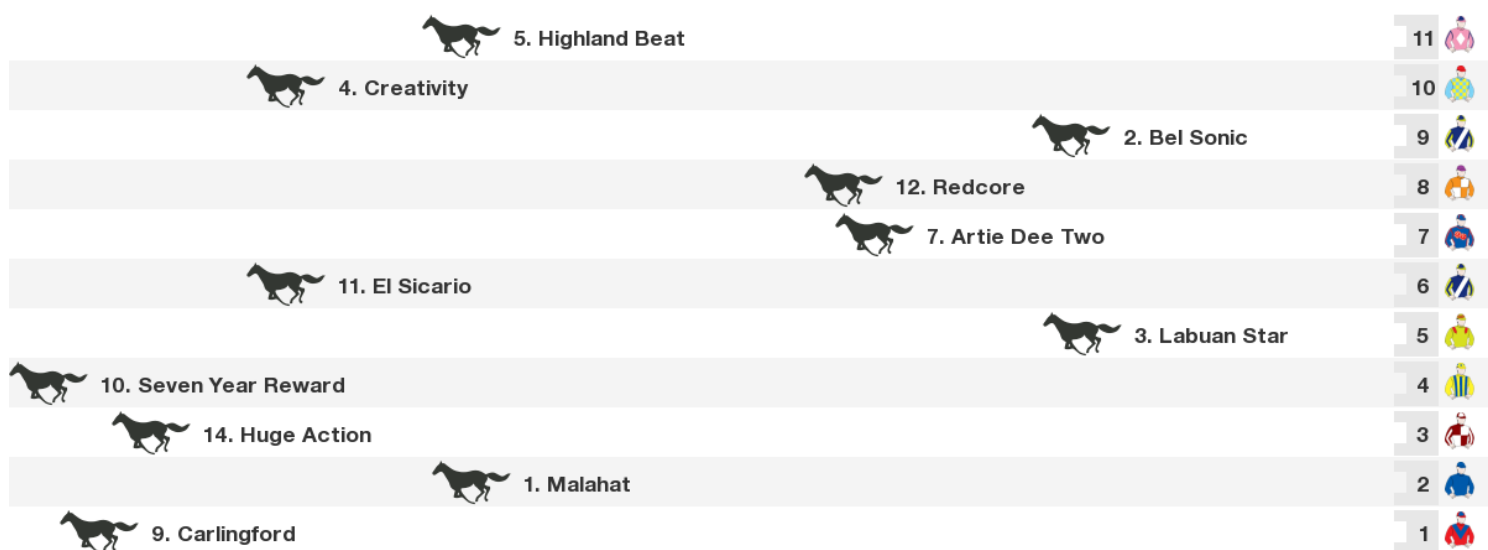 5. Highland Beat 11
4. Creativity 10
2. Bel Sonic 9
12. Redcore 8
7. Artie Dee Two 7
11. El Sicario 6
3. Labuan Star 5
10. Seven Year Reward 4
14. Huge Action 3
1. Malahat 2
9. Carlingford 1